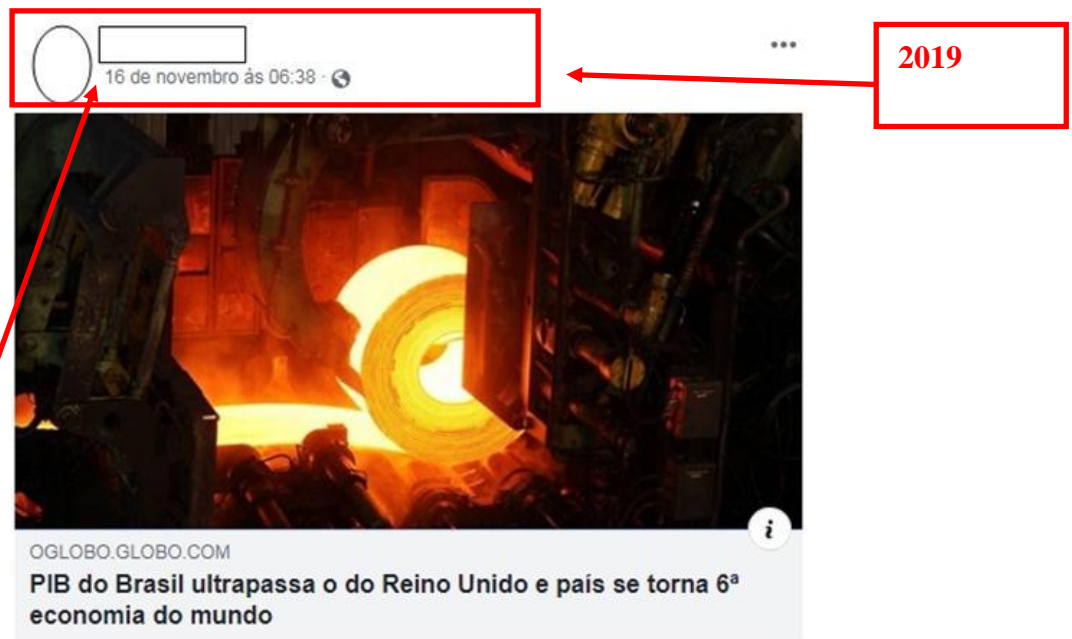 2019
16 de novembro às 06:38 ·
i
OGLOBO.GLOBO.COM
PIB do Brasil ultrapassa o do Reino Unido e país se torna 6ª
economia do mundo